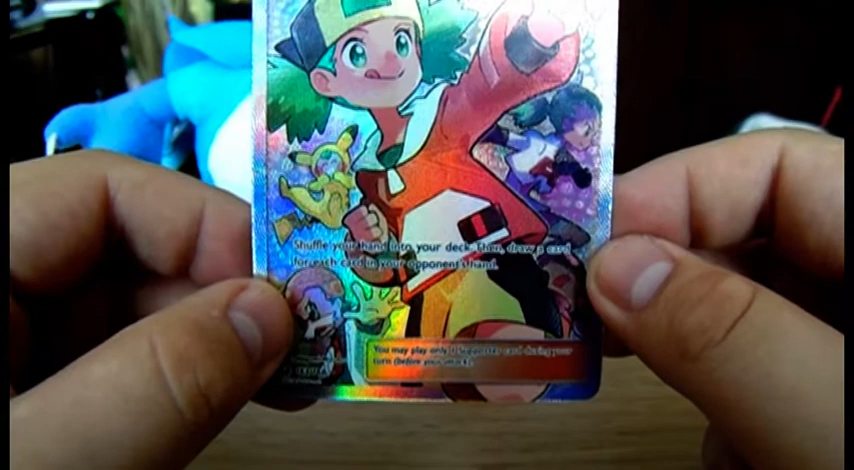 Shuffle your hand into your deck. Then, draw a card
for each card in your opponent's hand.
You may play only 1 Supporter card during your
turn (before your attack).